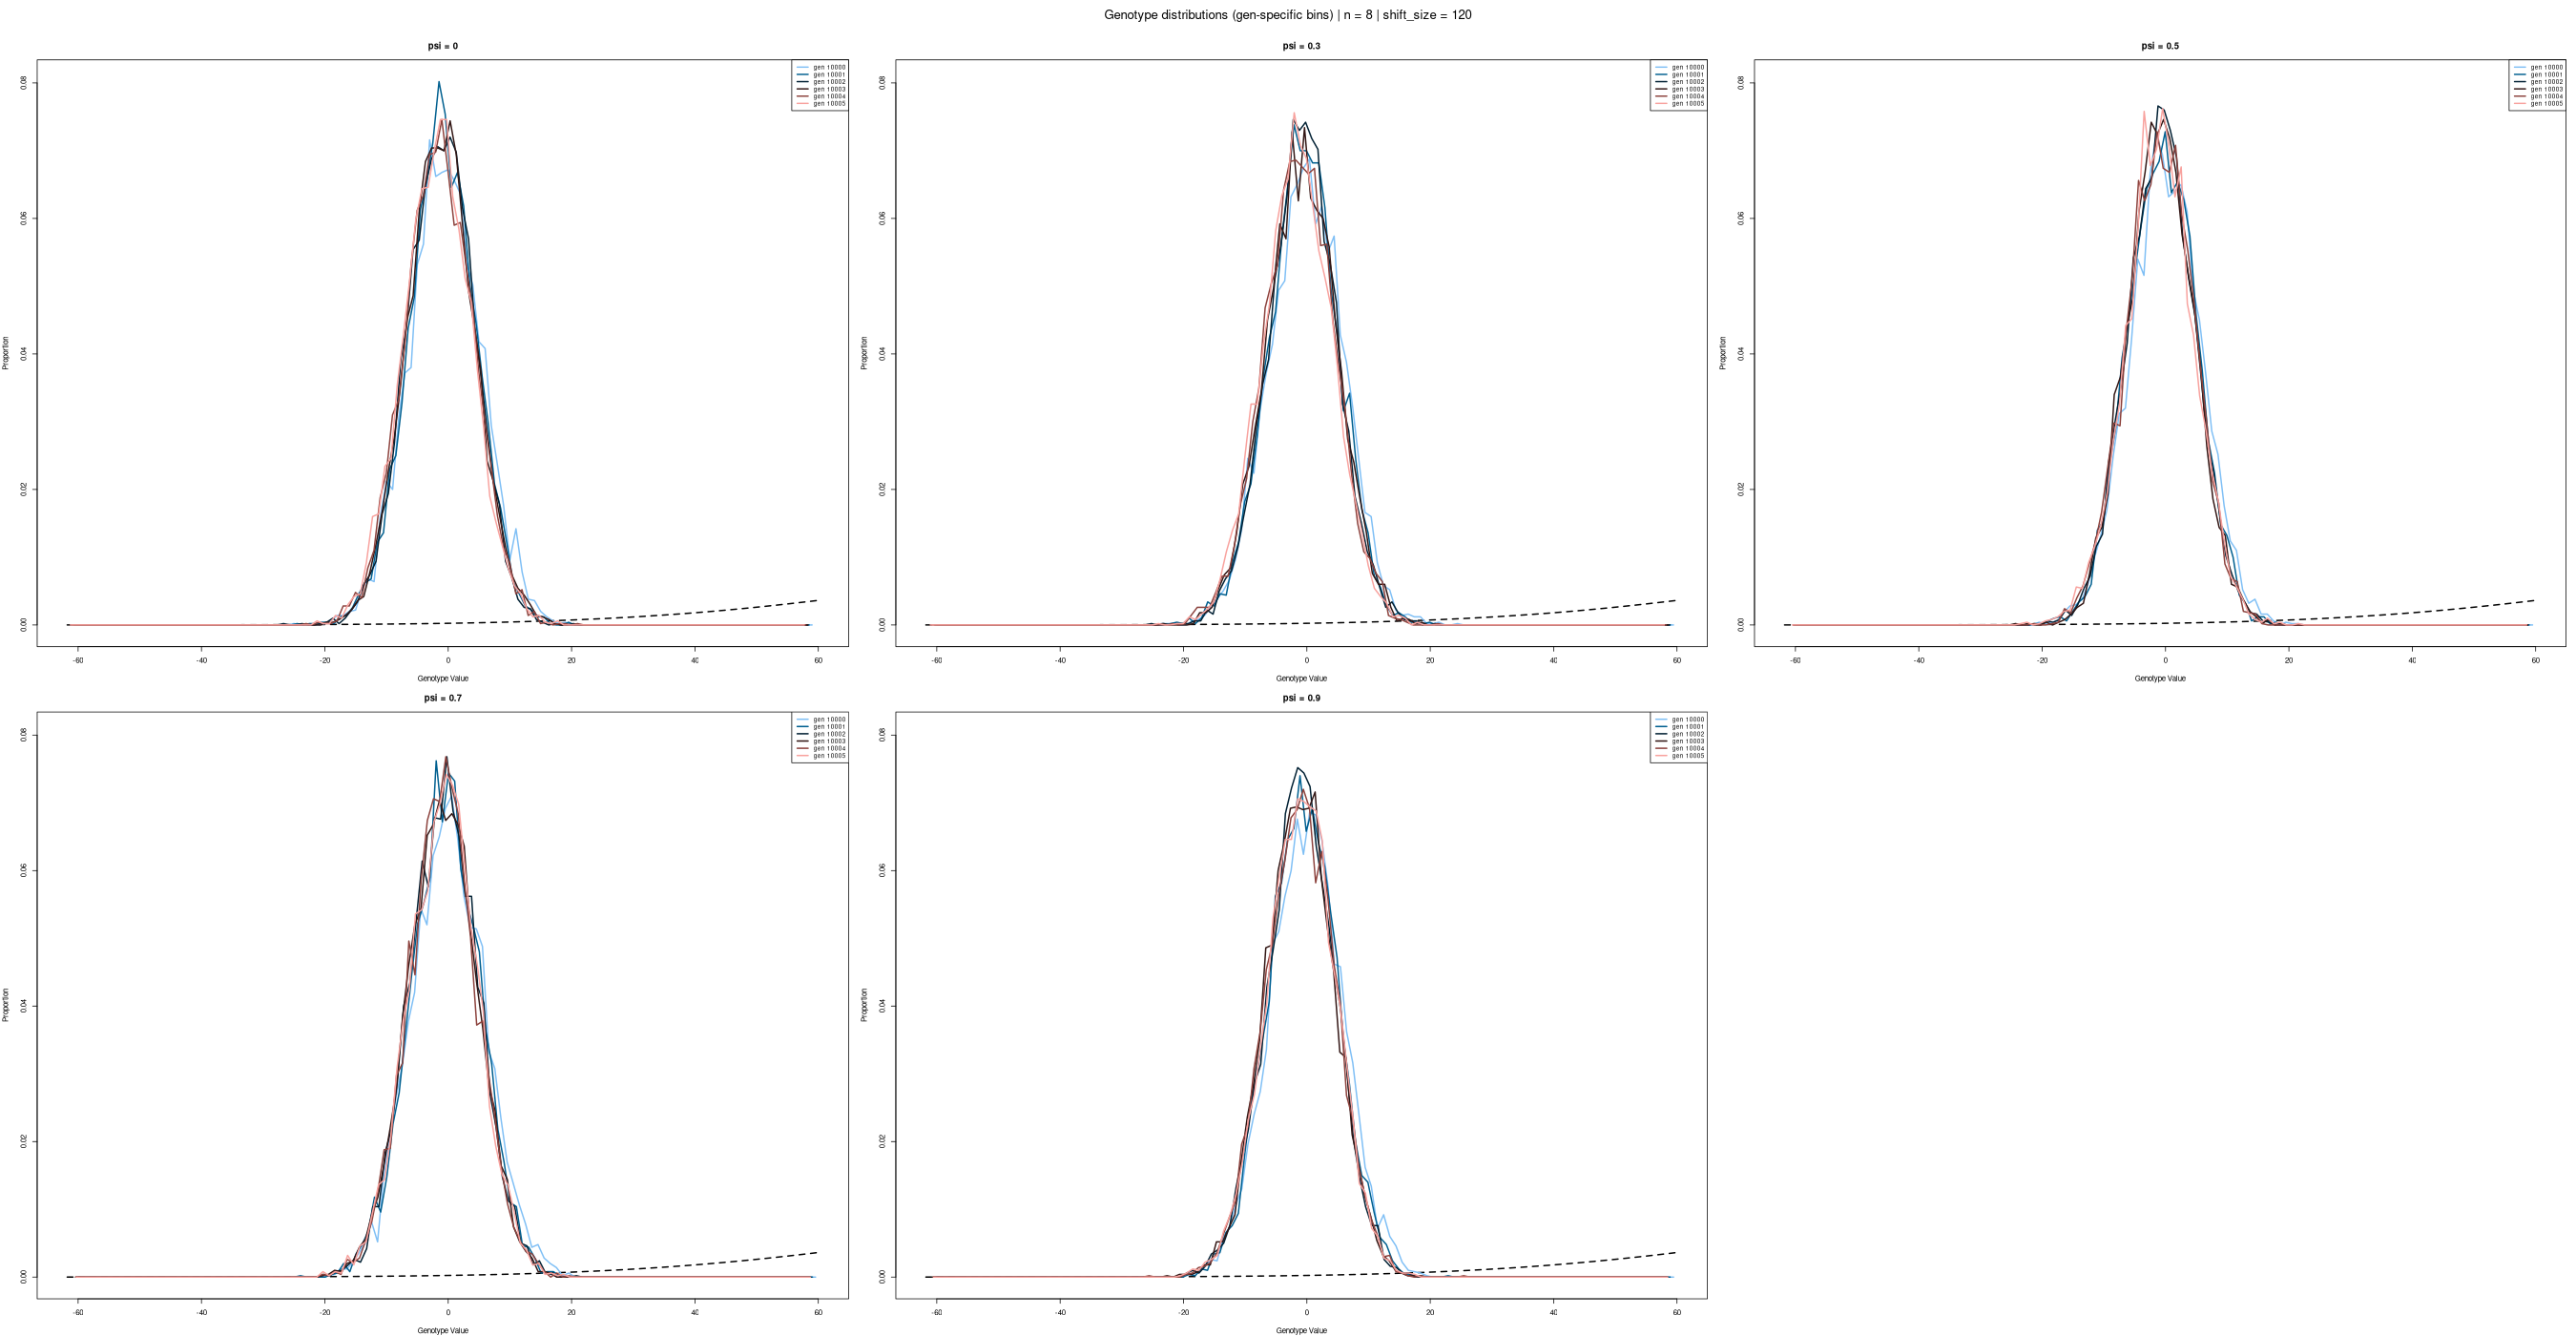 Genotype distributions (gen-specific bins) | n = 8 | shift_size = 120
psi = 0
gen 10000
gen 10001
gen 10002
gen 10003
gen 10004
gen 10005
Proportion
0.08
0.06
0.04
0.02
0.00
-60
-40
-20
0
20
40
60
Genotype Value
psi = 0.3
gen 10000
gen 10001
gen 10002
gen 10003
gen 10004
gen 10005
Proportion
0.08
0.06
0.04
0.02
0.00
-60
-40
-20
0
20
40
60
Genotype Value
psi = 0.5
gen 10000
gen 10001
gen 10002
gen 10003
gen 10004
gen 10005
Proportion
0.08
0.06
0.04
0.02
0.00
-60
-40
-20
0
20
40
60
Genotype Value
psi = 0.7
gen 10000
gen 10001
gen 10002
gen 10003
gen 10004
gen 10005
Proportion
0.08
0.06
0.04
0.02
0.00
-60
-40
-20
0
20
40
60
Genotype Value
psi = 0.9
gen 10000
gen 10001
gen 10002
gen 10003
gen 10004
gen 10005
Proportion
0.08
0.06
0.04
0.02
0.00
-60
-40
-20
0
20
40
60
Genotype Value